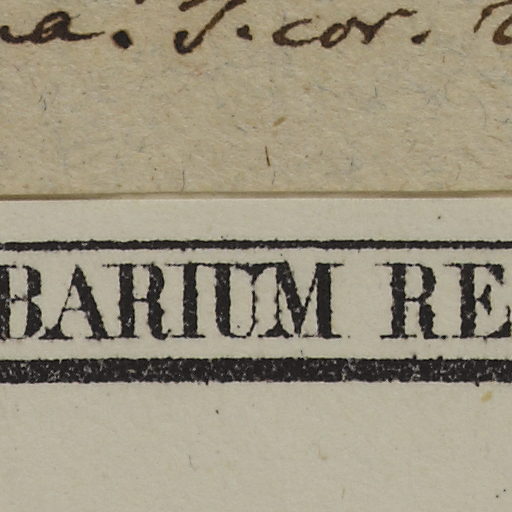 a. T. cor.
BARIUM RE